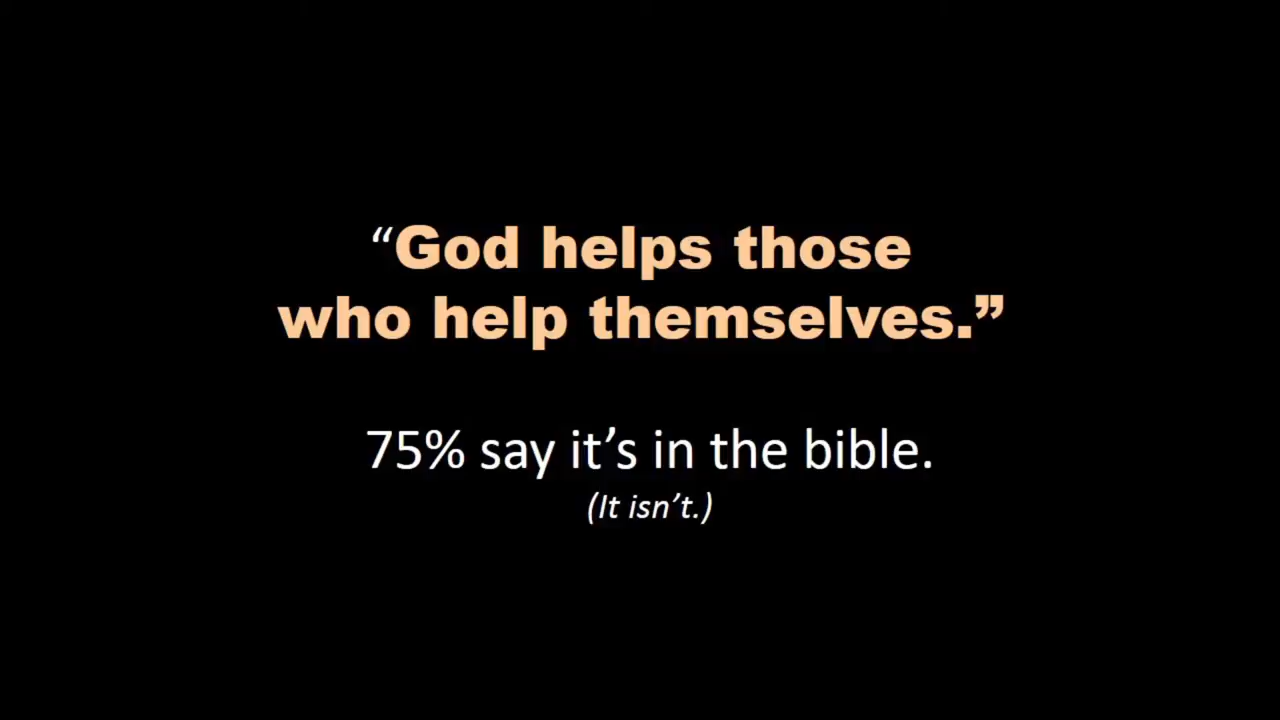 “God helps those
who help themselves.”
75% say it’s in the bible.
(It isn’t.)